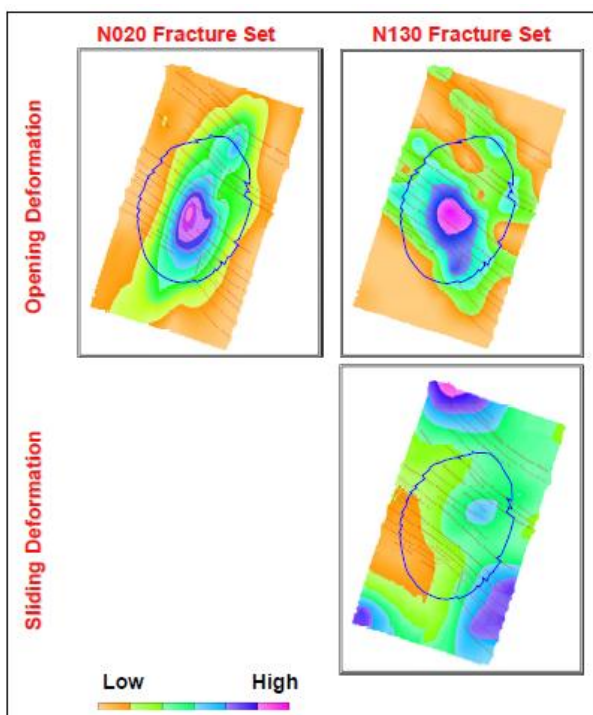 N020 Fracture Set
N130 Fracture Set
Opening Deformation
Sliding Deformation
Low
High